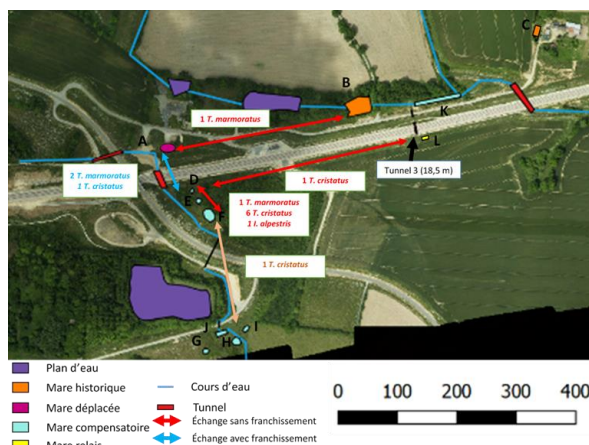 C
B
1 T. marmoratus
K
A
L
2 T. marmoratus
1 T. cristatus
D
E
F
1 T. cristatus
Tunnel 3 (18,5 m)
1 T. marmoratus
6 T. cristatus
1 I. alpestris
1 T. cristatus
J
I
G
H
Plan d'eau
Mare historique
Mare déplacée
Mare compensatoire
Mare relais
Cours d'eau
Tunnel
Échange sans franchissement
Échange avec franchissement
0 100 200 300 400